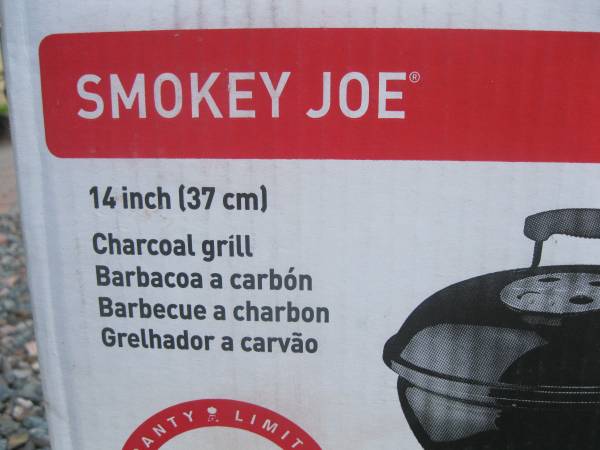 SMOKEY JOE®
14 inch (37 cm)
Charcoal grill
Barbacoa a carbón
Barbecue a charbon
Grelhador a carvão